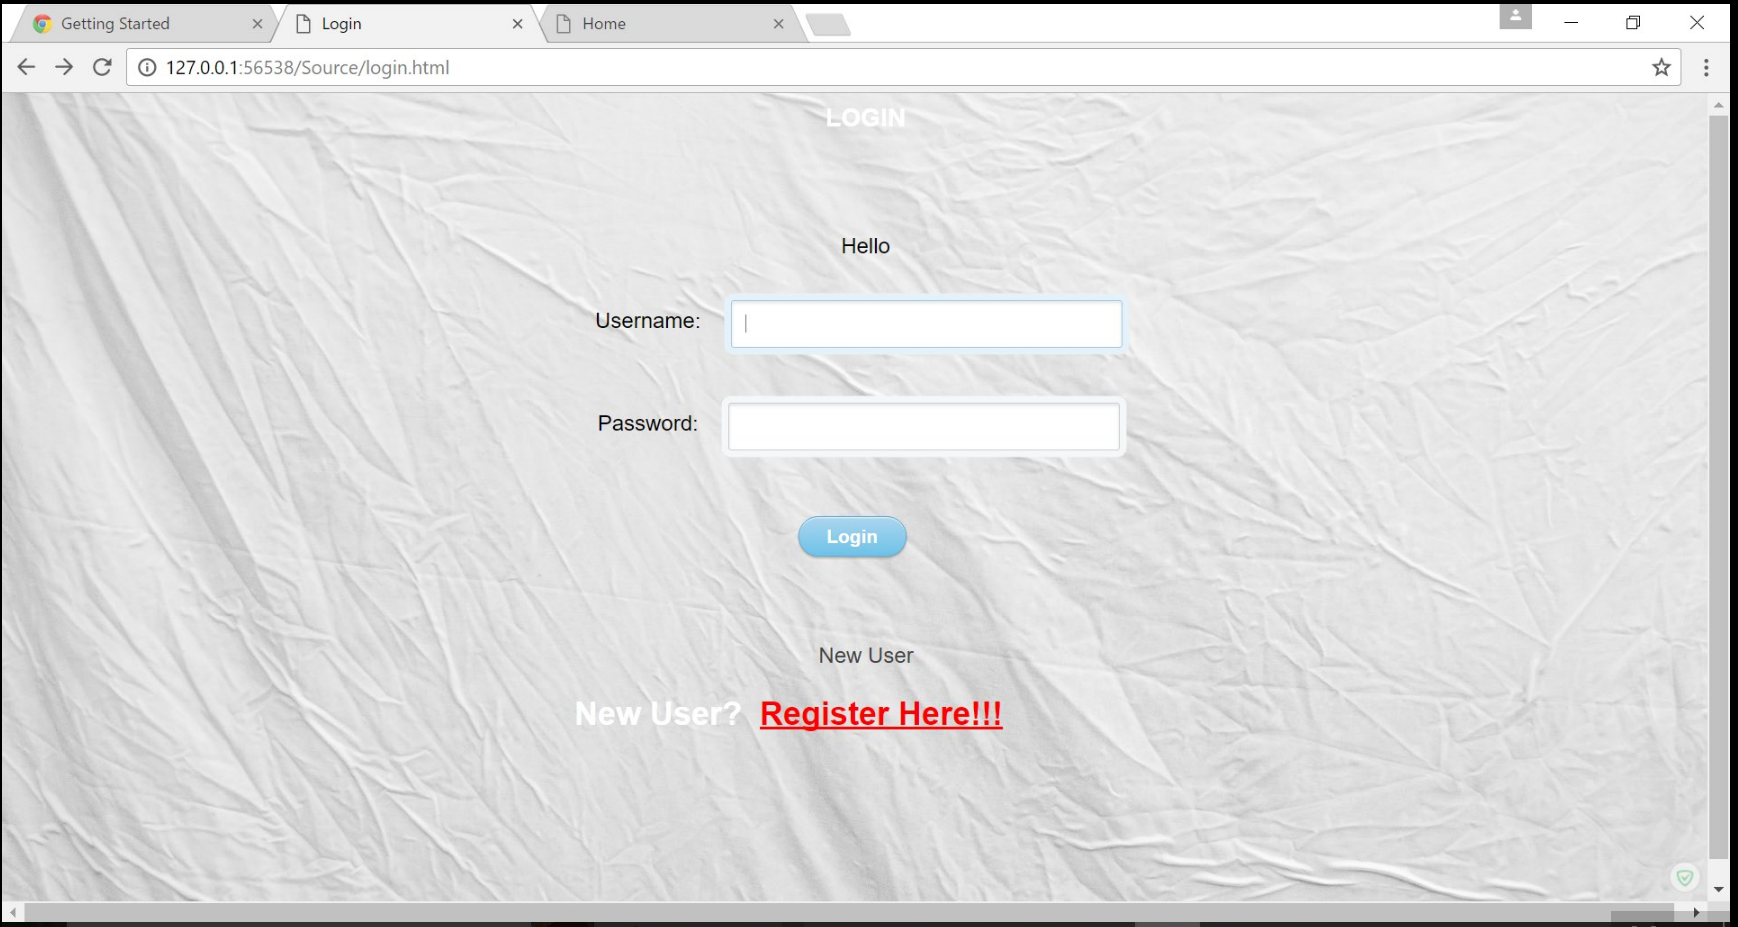 Getting Started
Login
Home
127.0.0.1:56538/Source/login.html
LOGIN
Hello
Username:
Password:
Login
New User
New User? Register Here!!!